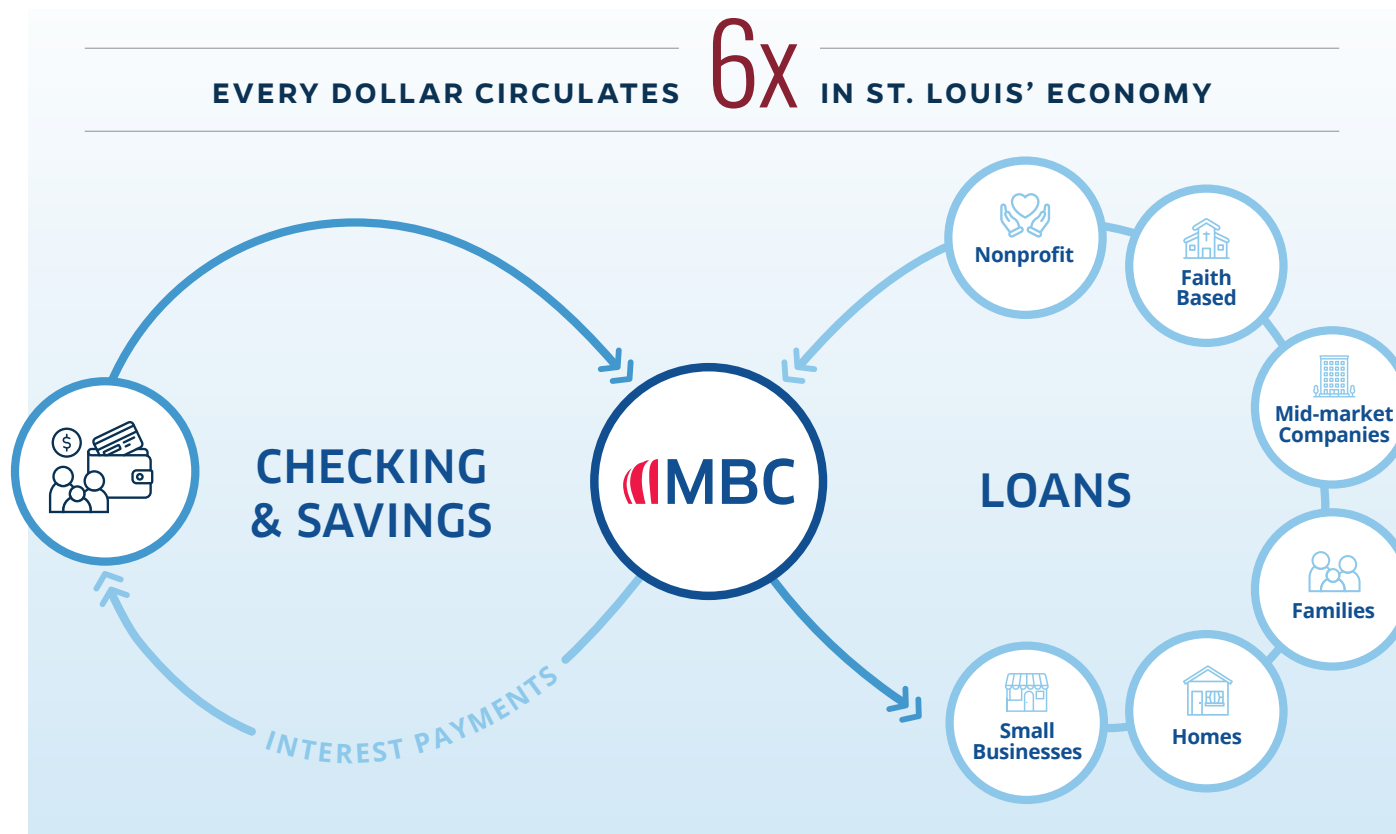 EVERY DOLLAR CIRCULATES 6x IN ST. LOUIS’ ECONOMY
Nonprofit
Faith
Based
Mid-market
Companies
$
CHECKING
& SAVINGS
MBC
LOANS
Families
INTEREST PAYMENTS
Small
Businesses
Homes